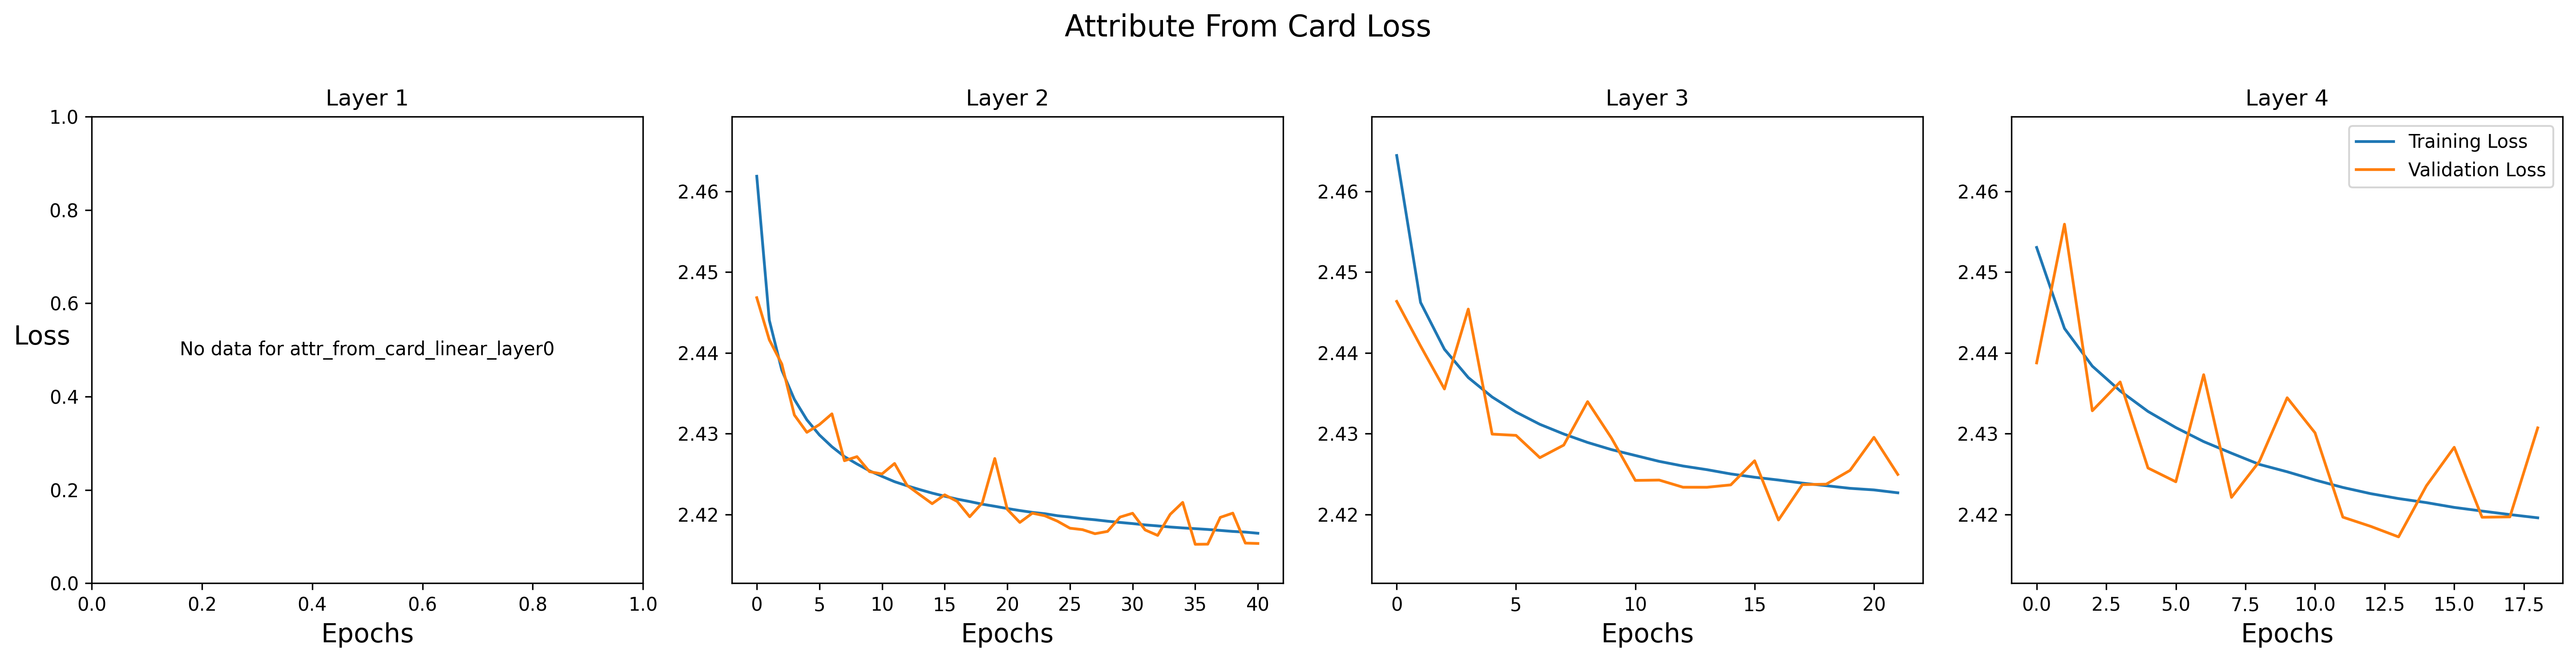 Attribute From Card Loss
Layer 1
1.0
0.8
0.6
0.4
0.2
0.0
Loss
No data for attr_from_card_linear_layer0
0.0 0.2 0.4 0.6 0.8 1.0
Epochs
Layer 2
2.46
2.45
2.44
2.43
2.42
0 5 10 15 20 25 30 35 40
Epochs
Layer 3
2.46
2.45
2.44
2.43
2.42
0 5 10 15 20
Epochs
Layer 4
Training Loss
Validation Loss
2.46
2.45
2.44
2.43
2.42
0.0 2.5 5.0 7.5 10.0 12.5 15.0 17.5
Epochs